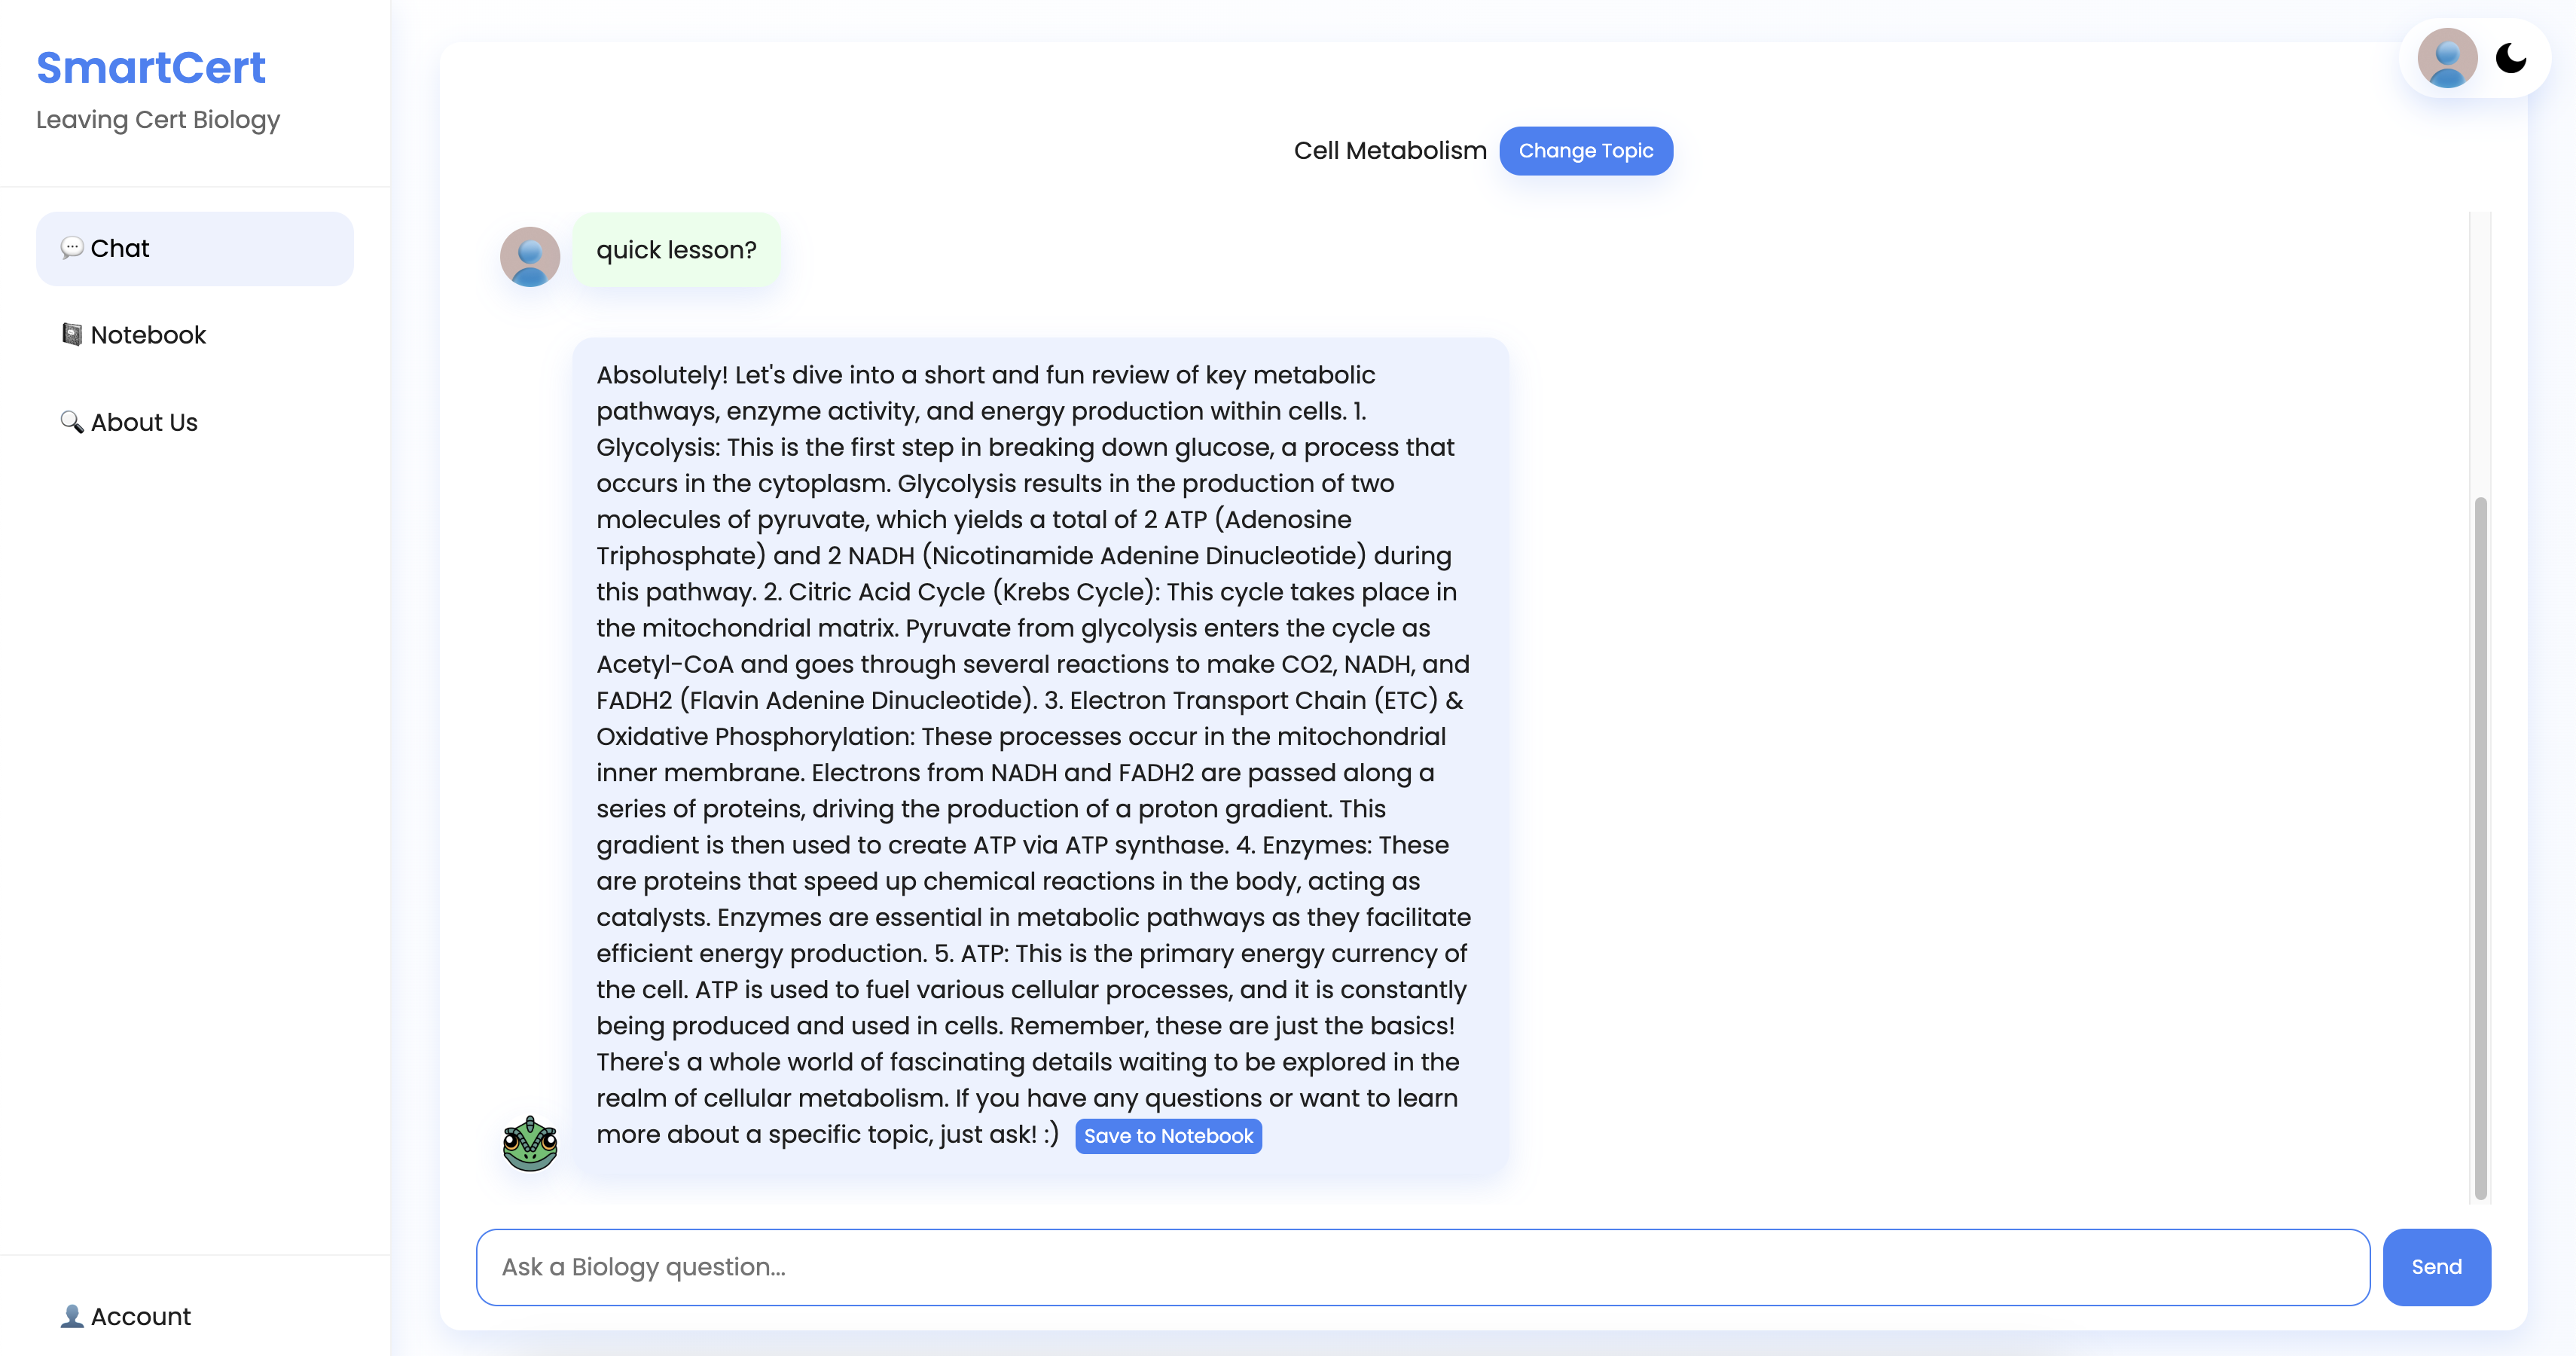 SmartCert
Leaving Cert Biology
Chat
Notebook
About Us
Account
Cell Metabolism
Change Topic
quick lesson?
Absolutely! Let's dive into a short and fun review of key metabolic
pathways, enzyme activity, and energy production within cells. 1.
Glycolysis: This is the first step in breaking down glucose, a process that
occurs in the cytoplasm. Glycolysis results in the production of two
molecules of pyruvate, which yields a total of 2 ATP (Adenosine
Triphosphate) and 2 NADH (Nicotinamide Adenine Dinucleotide) during
this pathway. 2. Citric Acid Cycle (Krebs Cycle): This cycle takes place in
the mitochondrial matrix. Pyruvate from glycolysis enters the cycle as
Acetyl-CoA and goes through several reactions to make CO2, NADH, and
FADH2 (Flavin Adenine Dinucleotide). 3. Electron Transport Chain (ETC) &
Oxidative Phosphorylation: These processes occur in the mitochondrial
inner membrane. Electrons from NADH and FADH2 are passed along a
series of proteins, driving the production of a proton gradient. This
gradient is then used to create ATP via ATP synthase. 4. Enzymes: These
are proteins that speed up chemical reactions in the body, acting as
catalysts. Enzymes are essential in metabolic pathways as they facilitate
efficient energy production. 5. ATP: This is the primary energy currency of
the cell. ATP is used to fuel various cellular processes, and it is constantly
being produced and used in cells. Remember, these are just the basics!
There's a whole world of fascinating details waiting to be explored in the
realm of cellular metabolism. If you have any questions or want to learn
more about a specific topic, just ask! :) Save to Notebook
Ask a Biology question...
Send